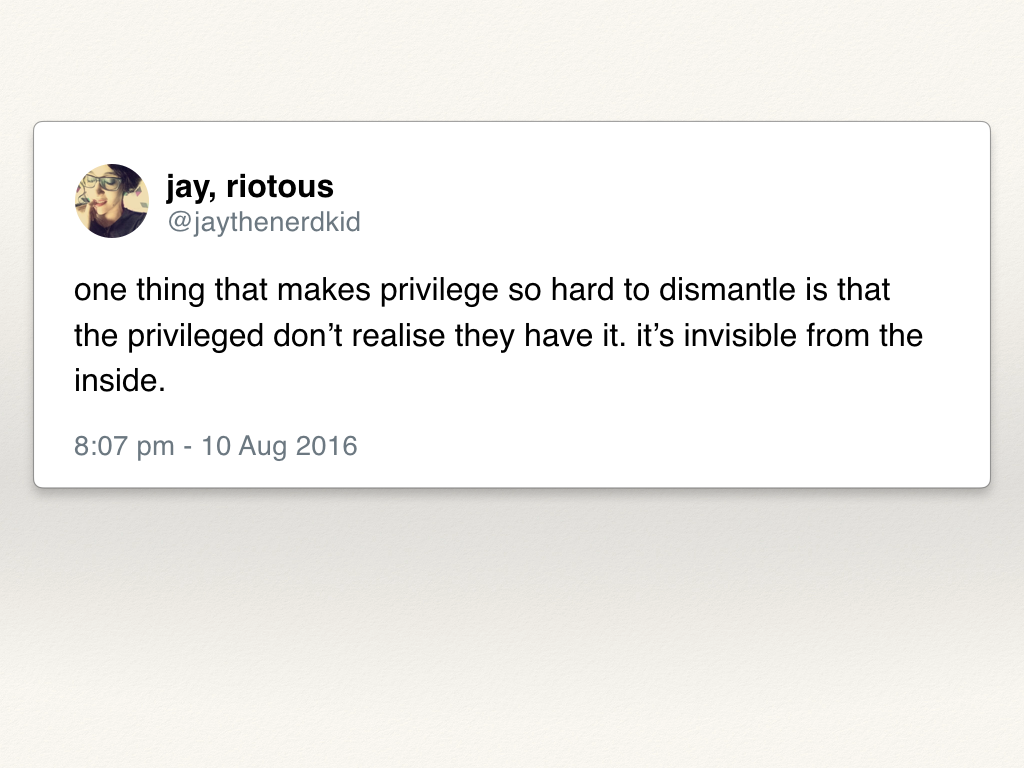 jay, riotous
@jaythenerdkid
one thing that makes privilege so hard to dismantle is that
the privileged don’t realise they have it. it’s invisible from the
inside.
8:07 pm - 10 Aug 2016